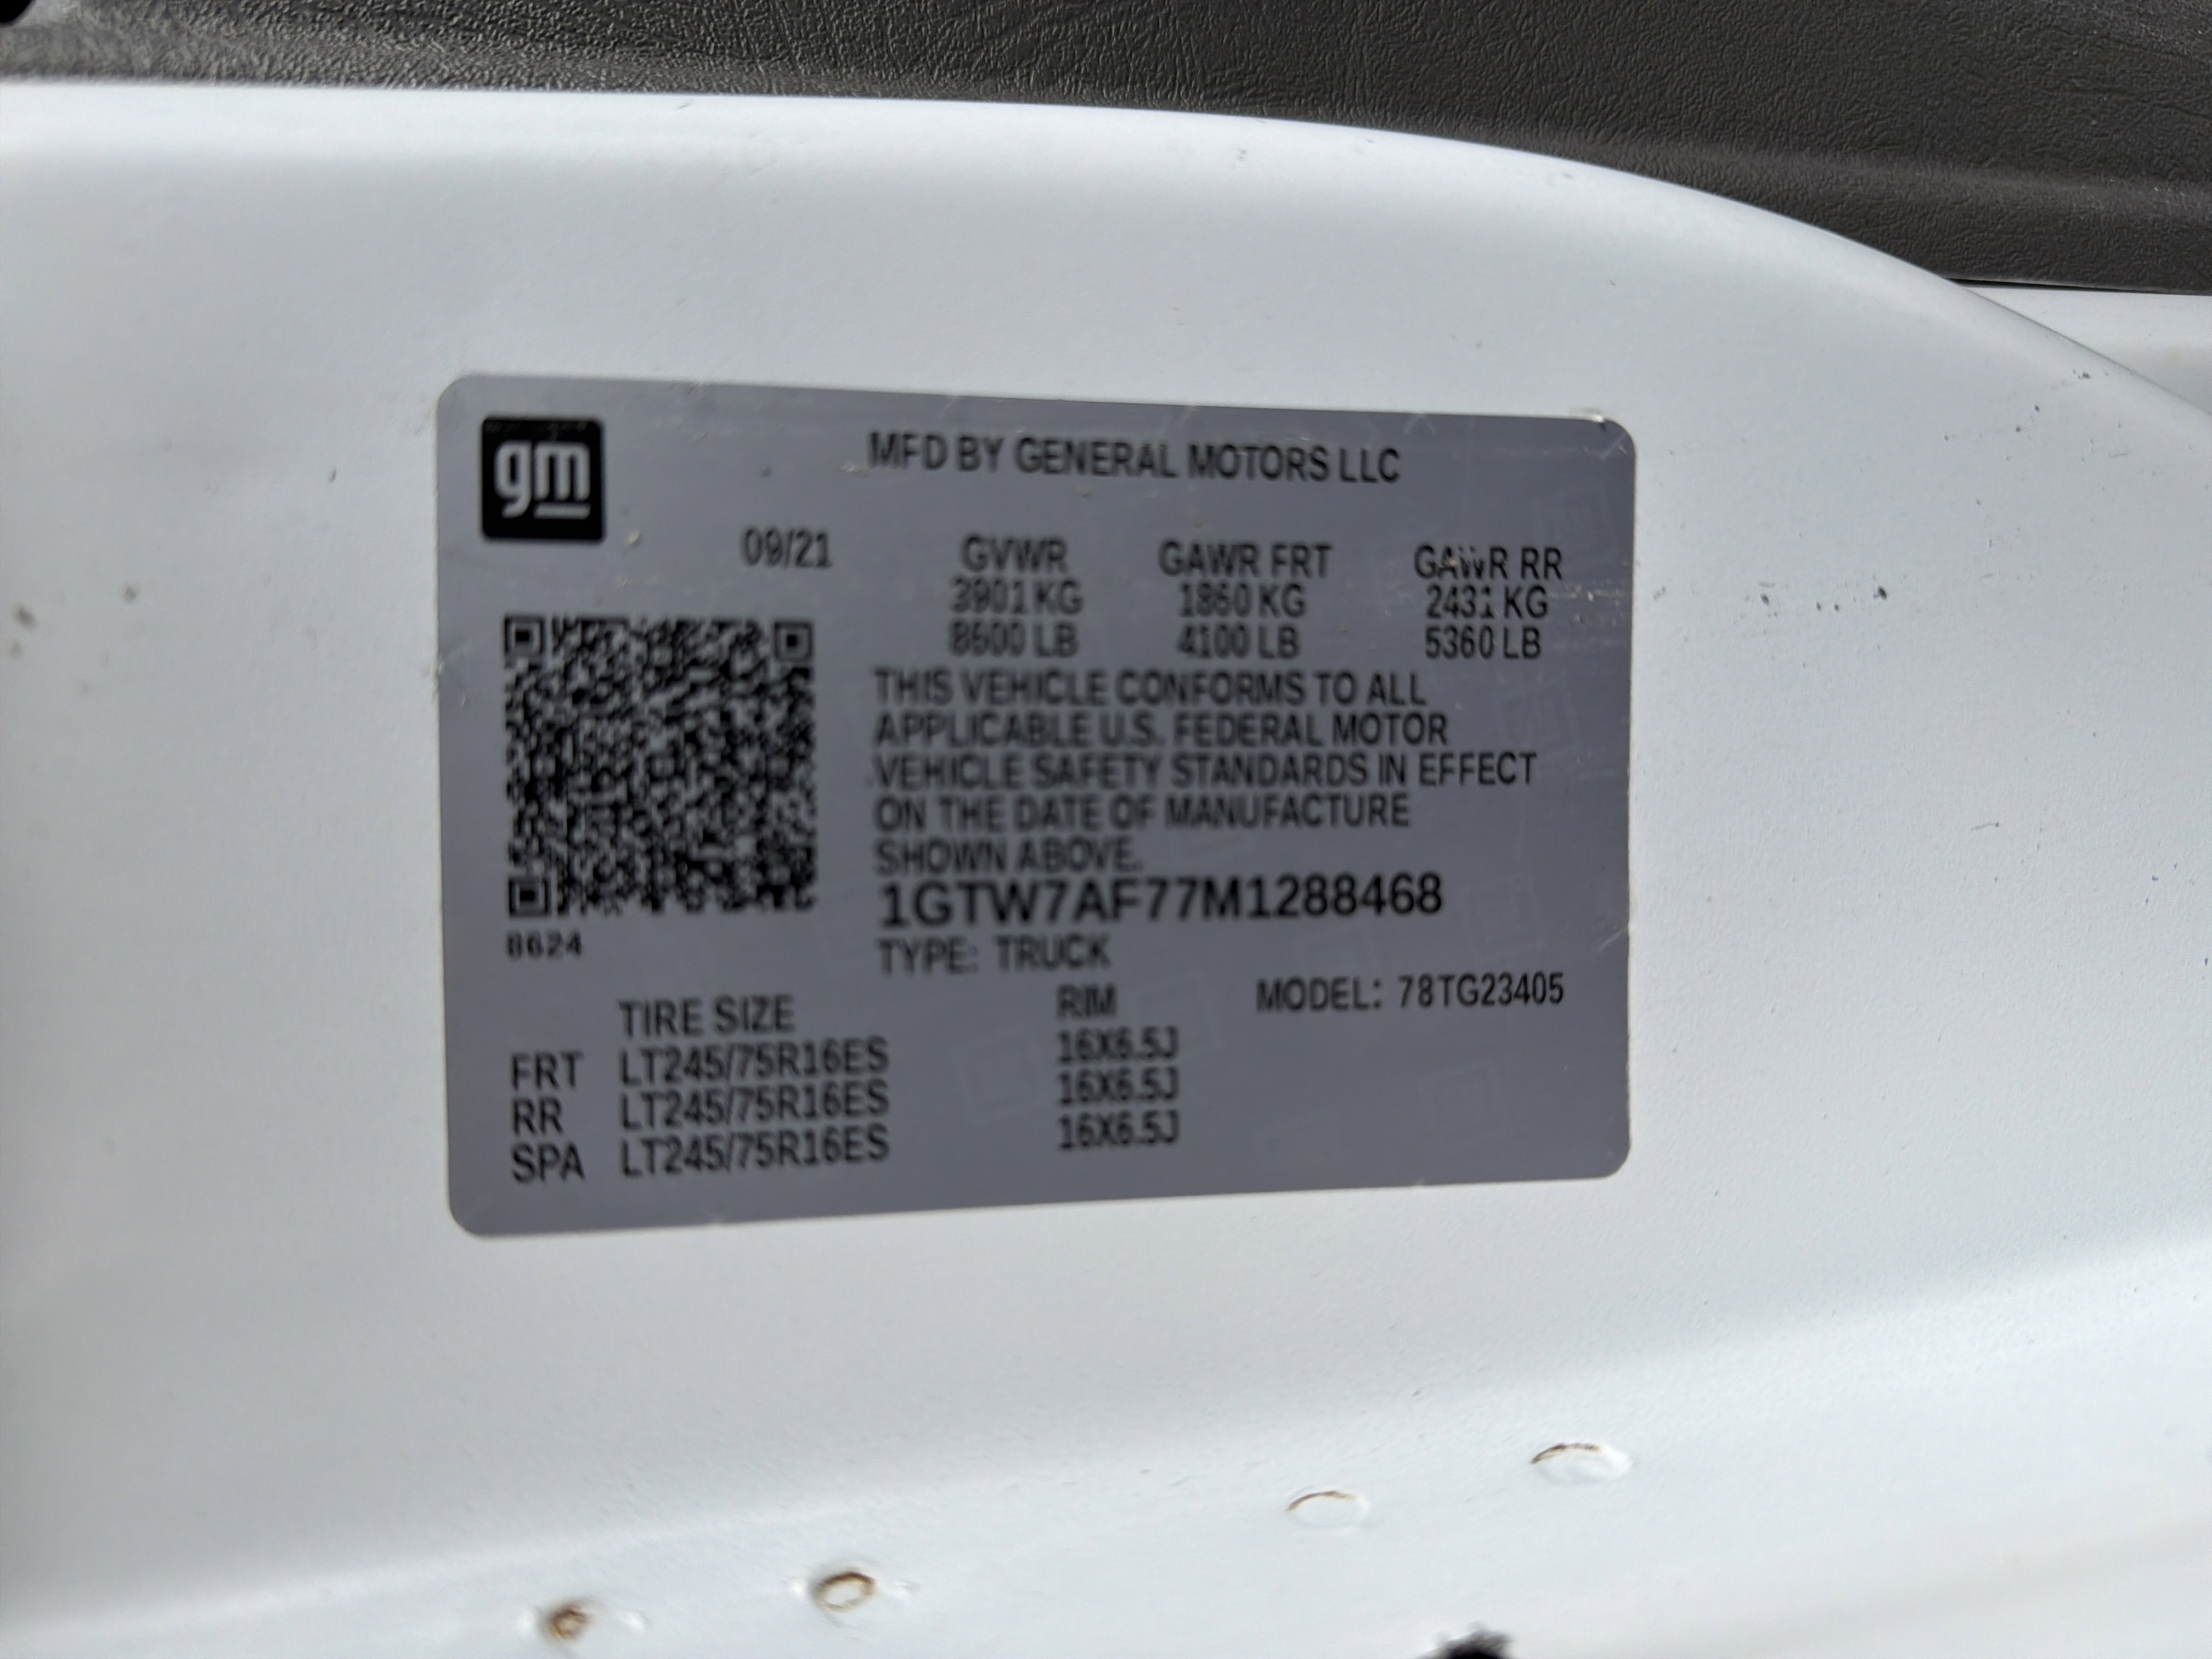 gm
MFD BY GENERAL MOTORS LLC
09/21 GVWR GAWR FRT GAWR RR
3901 KG 1860 KG 2431 KG
8600 LB 4100 LB 5360 LB
THIS VEHICLE CONFORMS TO ALL
APPLICABLE U.S. FEDERAL MOTOR
VEHICLE SAFETY STANDARDS IN EFFECT
ON THE DATE OF MANUFACTURE
SHOWN ABOVE.
1GTW7AF77M1288468
8624
TYPE: TRUCK
MODEL: 78TG23405
TIRE SIZE RIM
FRT LT245/75R16ES 16X6.5J
RR LT245/75R16ES 16X6.5J
SPA LT245/75R16ES 16X6.5J